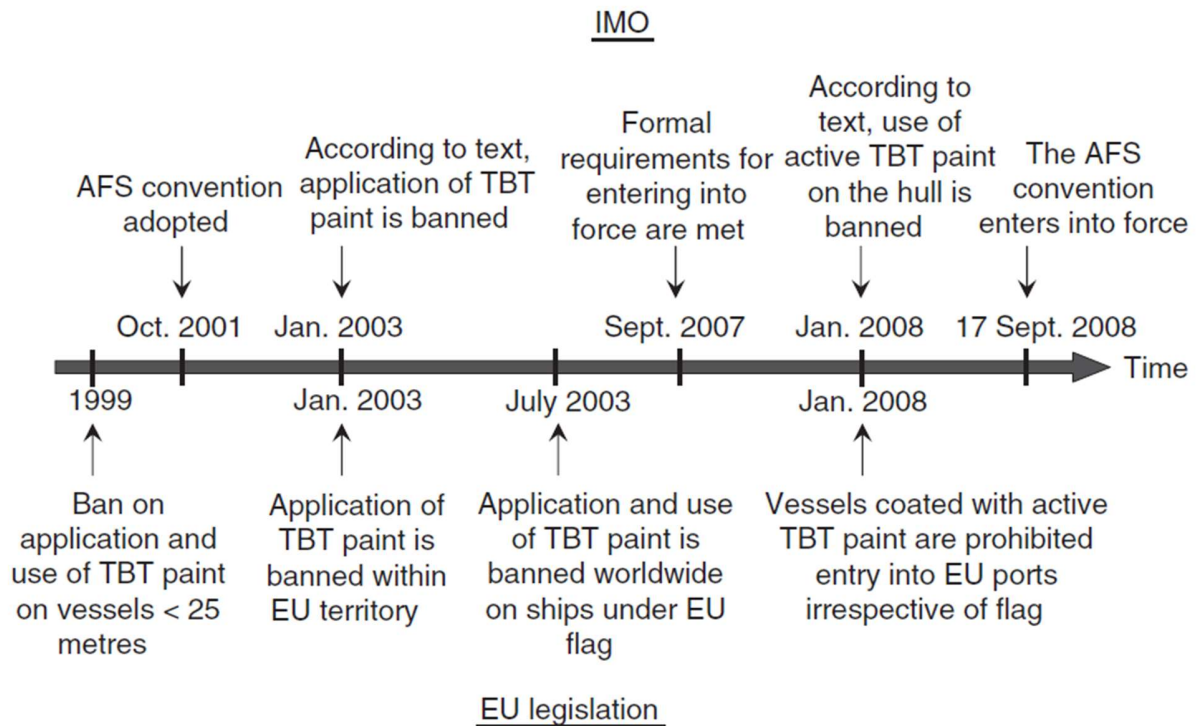 IMO
AFS convention
adopted
According to text,
application of TBT
paint is banned
Formal
requirements for
entering into
force are met
According to
text, use of
active TBT paint
on the hull is
banned
The AFS
convention
enters into force
Oct. 2001
Jan. 2003
Sept. 2007
Jan. 2008
17 Sept. 2008
Time
1999
Jan. 2003
July 2003
Jan. 2008
Ban on
application and
use of TBT paint
on vessels < 25
metres
Application of
TBT paint is
banned within
EU territory
Application and use
of TBT paint is
banned worldwide
on ships under EU
flag
Vessels coated with active
TBT paint are prohibited
entry into EU ports
irrespective of flag
EU legislation